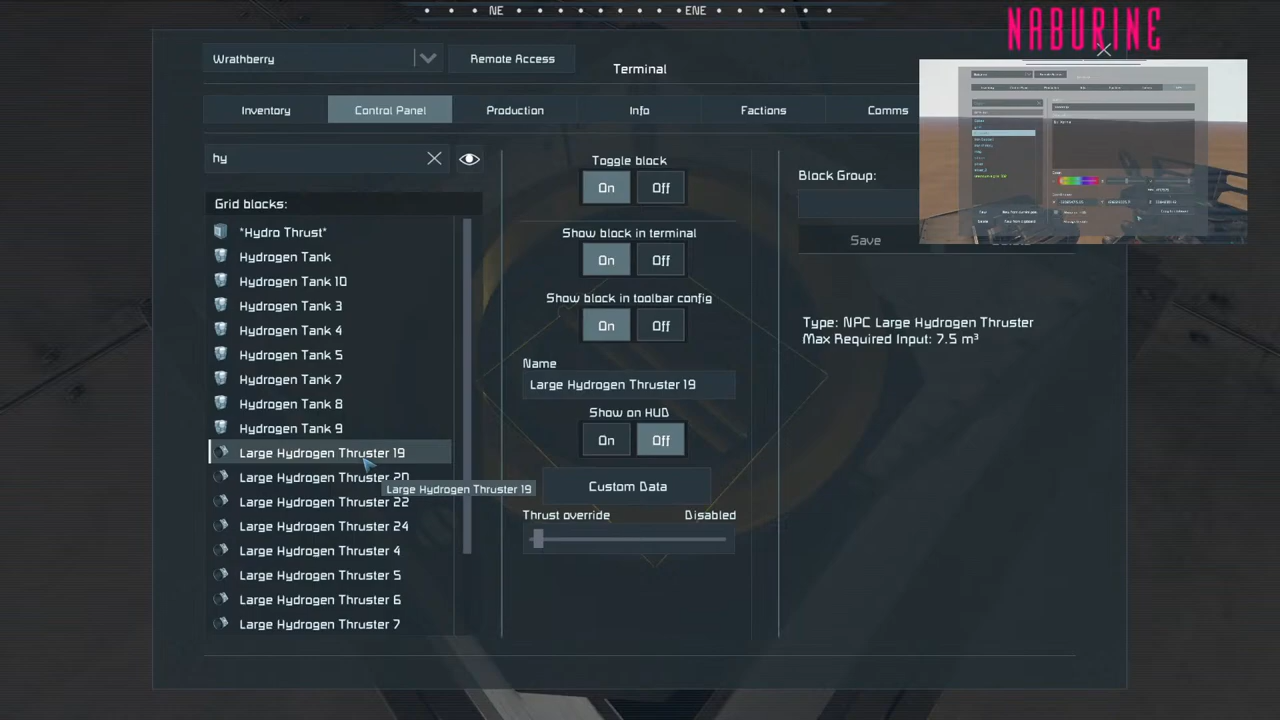 NE
ENE
NABURINE
Wrathberry
Remote Access
Terminal
Inventory
Control Panel
Production
Info
Factions
Comms
hy
Grid blocks:
*Hydro Thrust*
Hydrogen Tank
Hydrogen Tank 10
Hydrogen Tank 3
Hydrogen Tank 4
Hydrogen Tank 5
Hydrogen Tank 7
Hydrogen Tank 8
Hydrogen Tank 9
Large Hydrogen Thruster 19
Large Hydrogen Thruster 20
Large Hydrogen Thruster 19
Large Hydrogen Thruster 22
Large Hydrogen Thruster 24
Large Hydrogen Thruster 4
Large Hydrogen Thruster 5
Large Hydrogen Thruster 6
Large Hydrogen Thruster 7
Toggle block
On Off
Show block in terminal
On Off
Show block in toolbar config
On Off
Name
Large Hydrogen Thruster 19
Show on HUD
On Off
Custom Data
Thrust override Disabled
Block Group:
Save
Type: NPC Large Hydrogen Thruster
Max Required Input: 7.5 m³